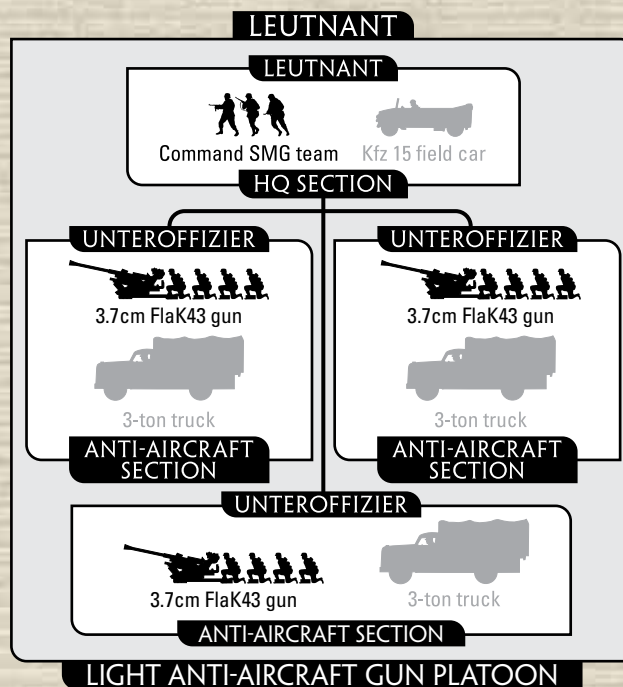 LEUTNANT
LEUTNANT
Command SMG team
Kfz 15 field car
HQ SECTION
UNTEROFFIZIER
3.7cm FlaK43 gun
3-ton truck
ANTI-AIRCRAFT
SECTION
UNTEROFFIZIER
3.7cm FlaK43 gun
3-ton truck
ANTI-AIRCRAFT
SECTION
UNTEROFFIZIER
3.7cm FlaK43 gun
3-ton truck
ANTI-AIRCRAFT SECTION
LIGHT ANTI-AIRCRAFT GUN PLATOON